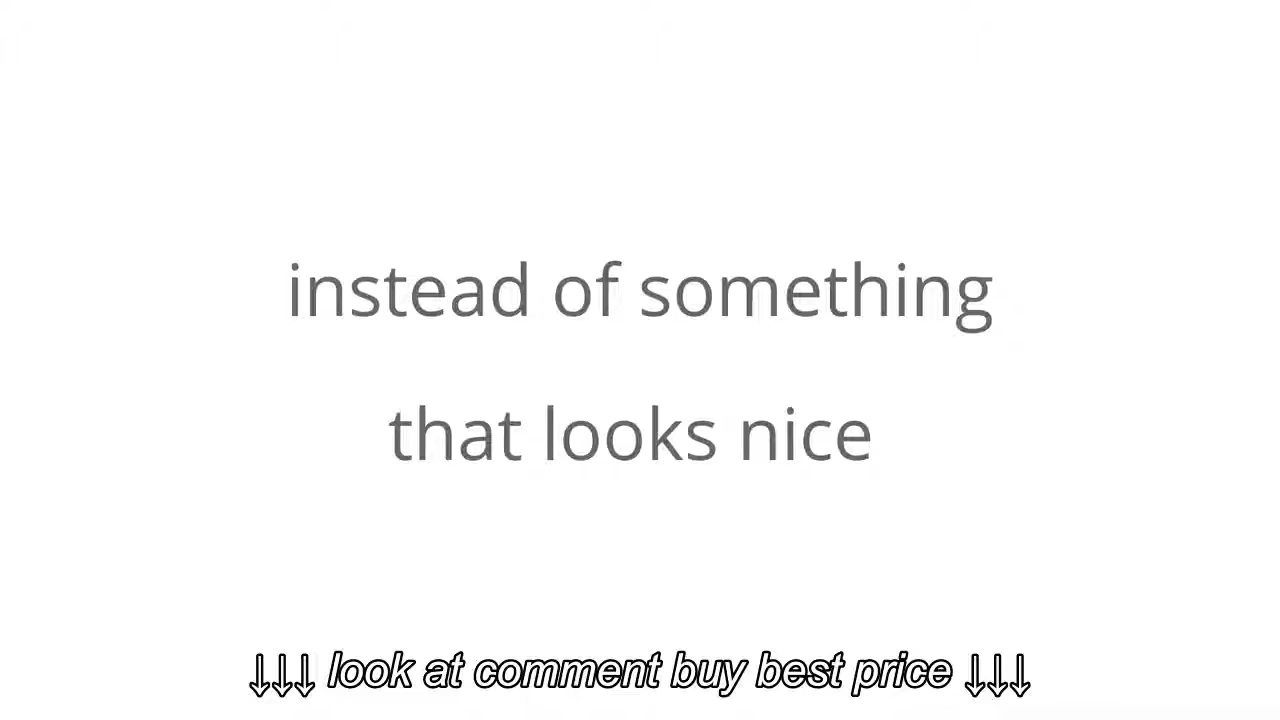 instead of something
that looks nice
↓↓↓ look at comment buy best price ↓↓↓